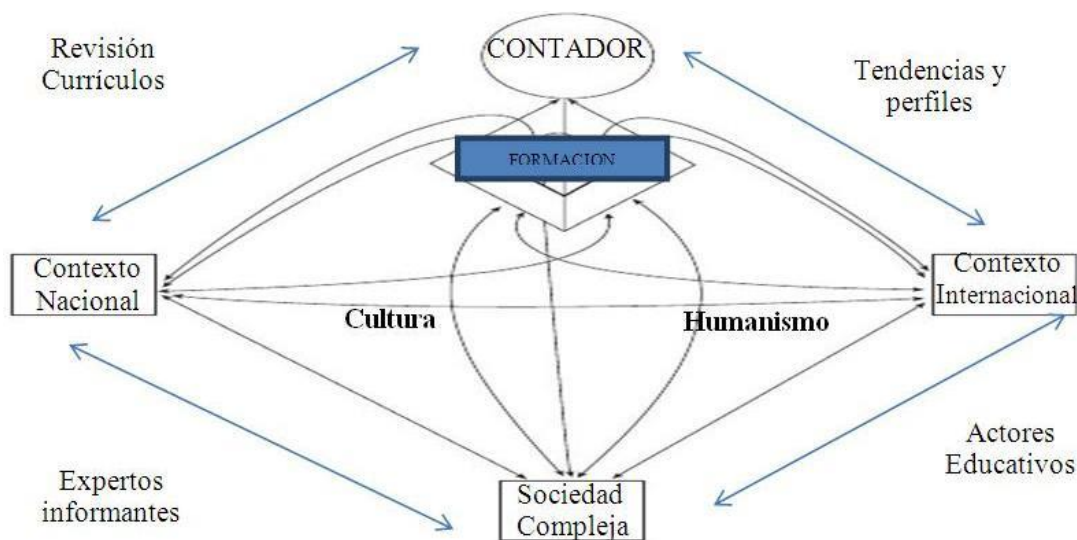 Revisión
Currículos
CONTADOR
Tendencias y
perfiles
FORMACION
Contexto
Nacional
Contexto
Internacional
Cultura
Humanismo
Expertos
informantes
Sociedad
Compleja
Actores
Educativos